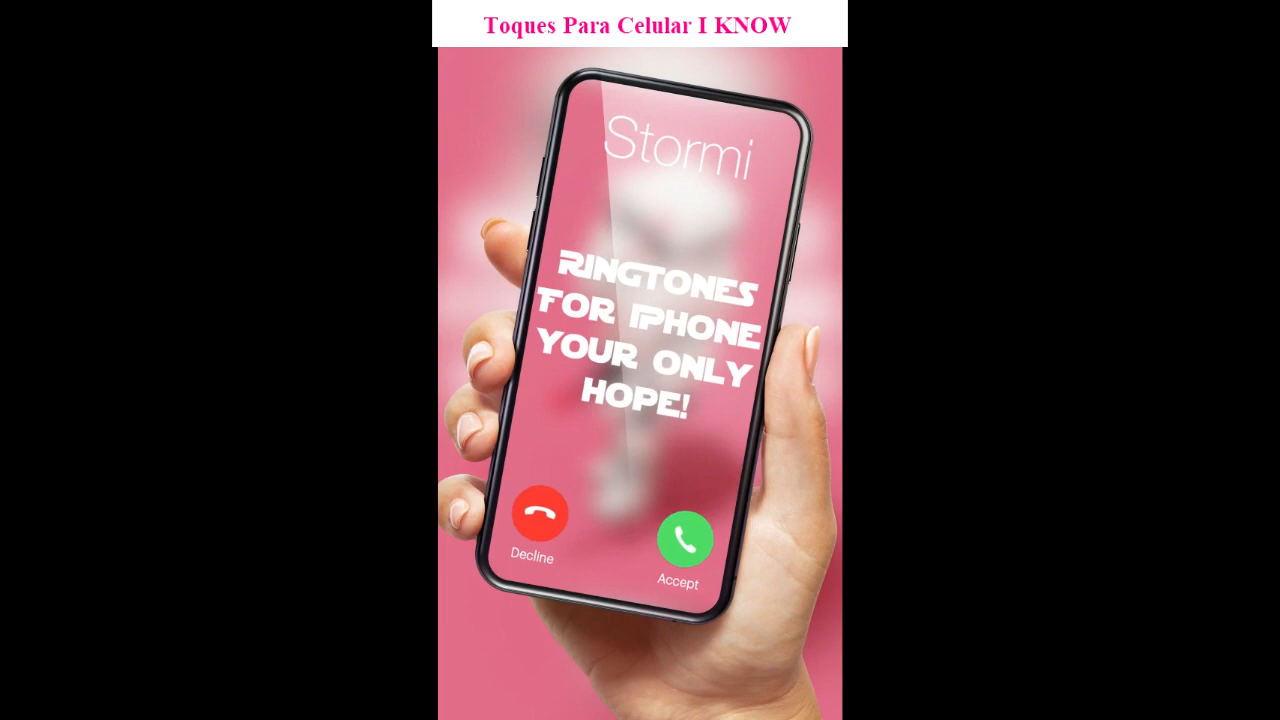 Toques Para Celular I KNOW
Stormi
RINGTONES
FOR IPHONE
YOUR ONLY
HOPE!
Decline
Accept